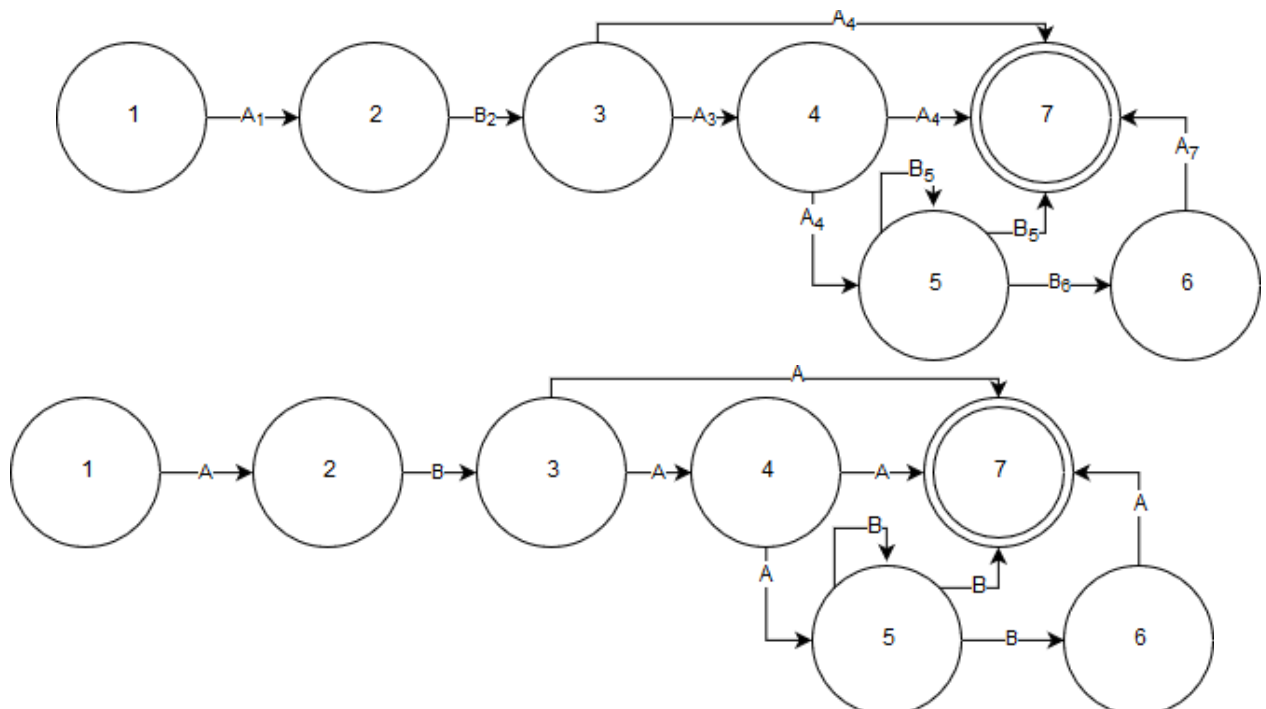 A₄
1 A₁ 2 B₂ 3 A₃ 4 A₄ 7
A₇
B₅
A₄ B₅
5 B₆ 6
A
1 A 2 B 3 A 4 A 7
A
B
A B
5 B 6